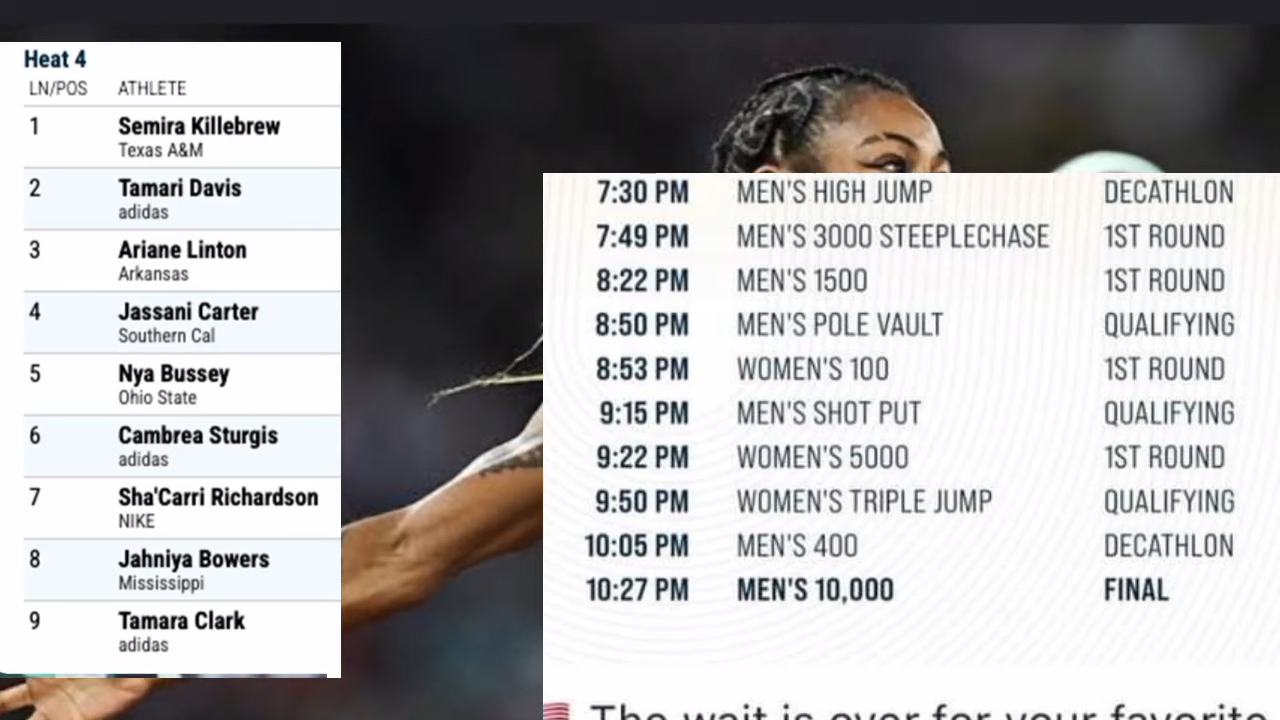 Heat 4
LN/POS ATHLETE
1 Semira Killebrew
Texas A&M
2 Tamari Davis
adidas
3 Ariane Linton
Arkansas
4 Jassani Carter
Southern Cal
5 Nya Bussey
Ohio State
6 Cambrea Sturgis
adidas
7 Sha'Carri Richardson
NIKE
8 Jahniya Bowers
Mississippi
9 Tamara Clark
adidas
7:30 PM MEN'S HIGH JUMP DECATHLON
7:49 PM MEN'S 3000 STEEPLECHASE 1ST ROUND
8:22 PM MEN'S 1500 1ST ROUND
8:50 PM MEN'S POLE VAULT QUALIFYING
8:53 PM WOMEN'S 100 1ST ROUND
9:15 PM MEN'S SHOT PUT QUALIFYING
9:22 PM WOMEN'S 5000 1ST ROUND
9:50 PM WOMEN'S TRIPLE JUMP QUALIFYING
10:05 PM MEN'S 400 DECATHLON
10:27 PM MEN'S 10,000 FINAL
The wait is over for your favorite